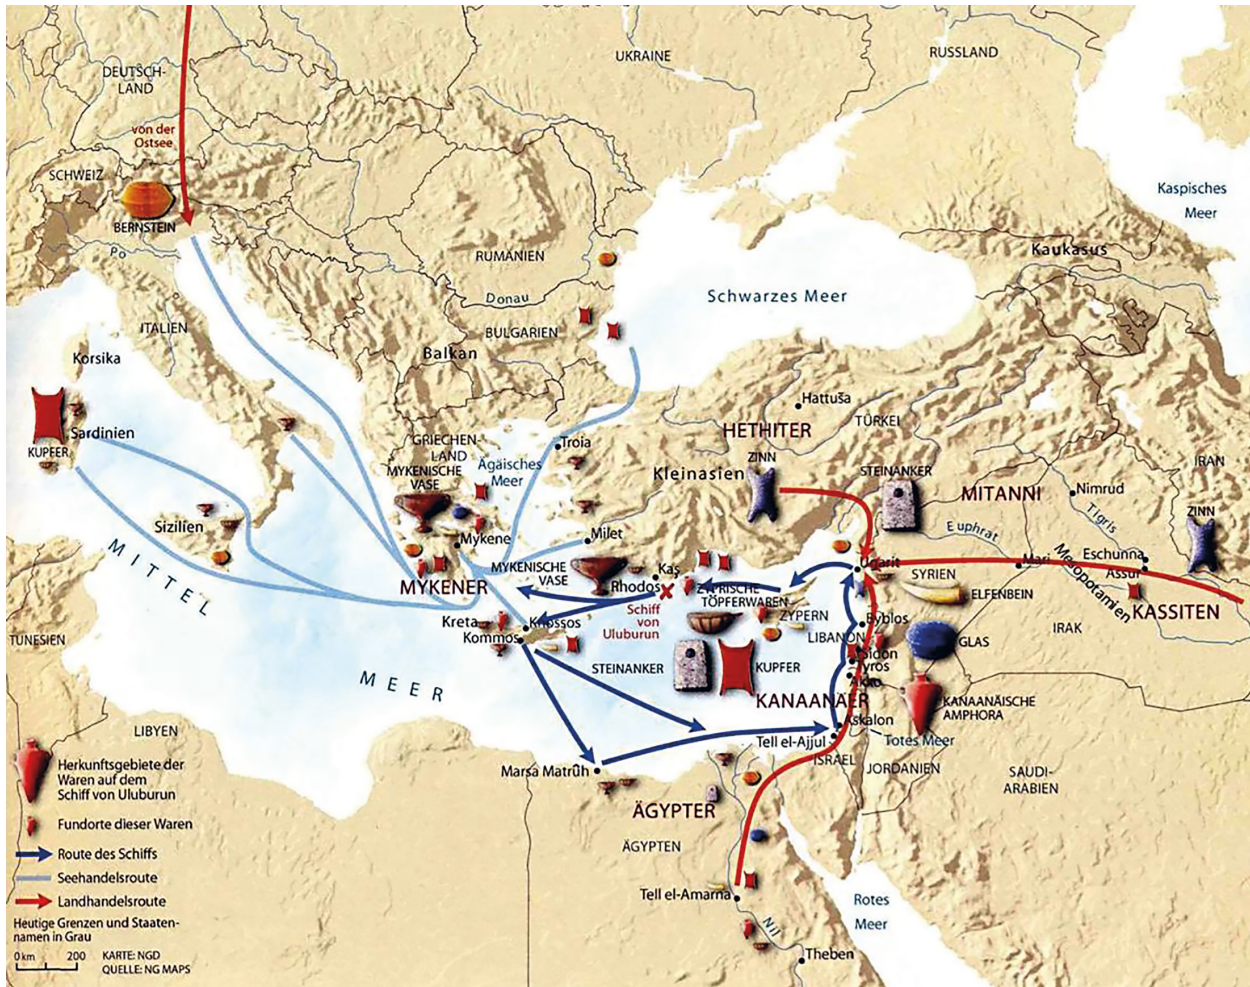 UKRAINE
RUSSLAND
DEUTSCH-
LAND
von der
Ostsee
SCHWEIZ
BERNSTEIN
Po
Kaspisches
Meer
Kaukasus
RUMÄNIEN
Donau
Schwarzes Meer
BULGARIEN
ITALIEN
Balkan
Korsika
Sardinien
KUPFER
Hattuša
TÜRKEI
HETHITER
GRIECHEN-
LAND
MYKENISCHE
VASE
Ägäisches
Meer
Troia
Kleinasien
ZINN
STEINANKER
MITANNI
Nimrud
IRAN
ZINN
Tigris
Euphrat
Sizilien
Mykene
Milet
MITTEL
MEER
MYKENER
MYKENISCHE
VASE
Kaş
Rhodos
ZYPRISCHE
TÖPFERWAREN
ZYPERN
Schiff
von
Uluburun
Ugarit
SYRIEN
ELFENBEIN
Mari
Mesopotamien
Eschunna
Assur
KASSITEN
IRAK
TUNESIEN
Kreta
Knossos
Kommos
STEINANKER
KUPFER
Byblos
LIBANON
GLAS
Sidon
Tyros
Akko
KANAANÄER
KANAANÄISCHE
AMPHORA
Askalon
Tell el-Ajjul
Totes Meer
ISRAEL
JORDANIEN
SAUDI-
ARABIEN
LIBYEN
Marsa Matrûh
ÄGYPTER
ÄGYPTEN
Tell el-Amarna
Nil
Theben
Rotes
Meer
Herkunftsgebiete der
Waren auf dem
Schiff von Uluburun
Fundorte dieser Waren
Route des Schiffs
Seehandelsroute
Landhandelsroute
Heutige Grenzen und Staaten-
namen in Grau
0 km 200
KARTE: NGD
QUELLE: NG MAPS